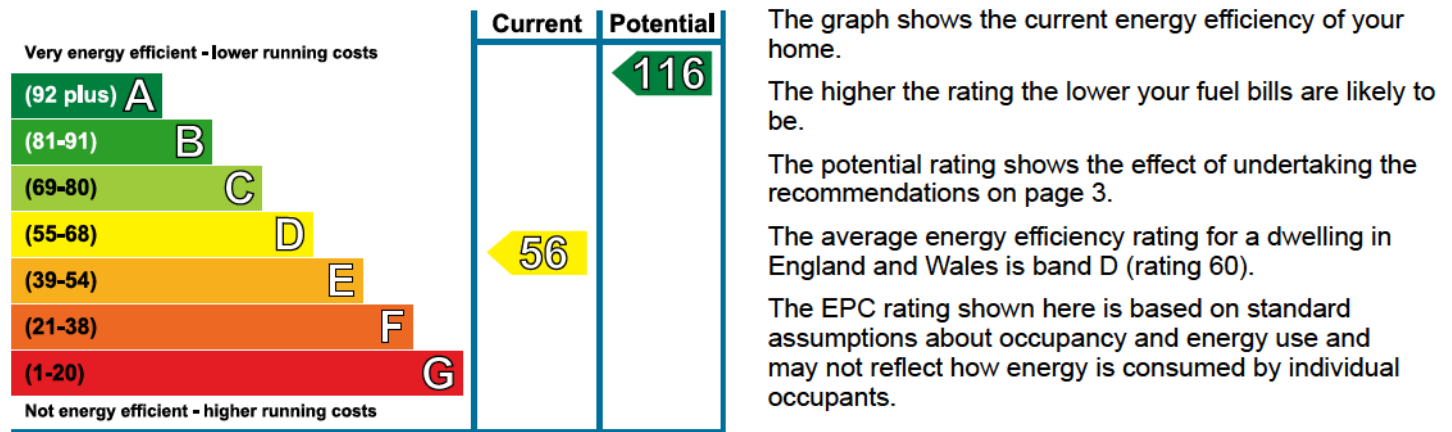 Current Potential
Very energy efficient - lower running costs
116
(92 plus) A
(81-91) B
(69-80) C
(55-68) D
56
(39-54) E
(21-38) F
(1-20) G
Not energy efficient - higher running costs
The graph shows the current energy efficiency of your
home.
The higher the rating the lower your fuel bills are likely to
be.
The potential rating shows the effect of undertaking the
recommendations on page 3.
The average energy efficiency rating for a dwelling in
England and Wales is band D (rating 60).
The EPC rating shown here is based on standard
assumptions about occupancy and energy use and
may not reflect how energy is consumed by individual
occupants.